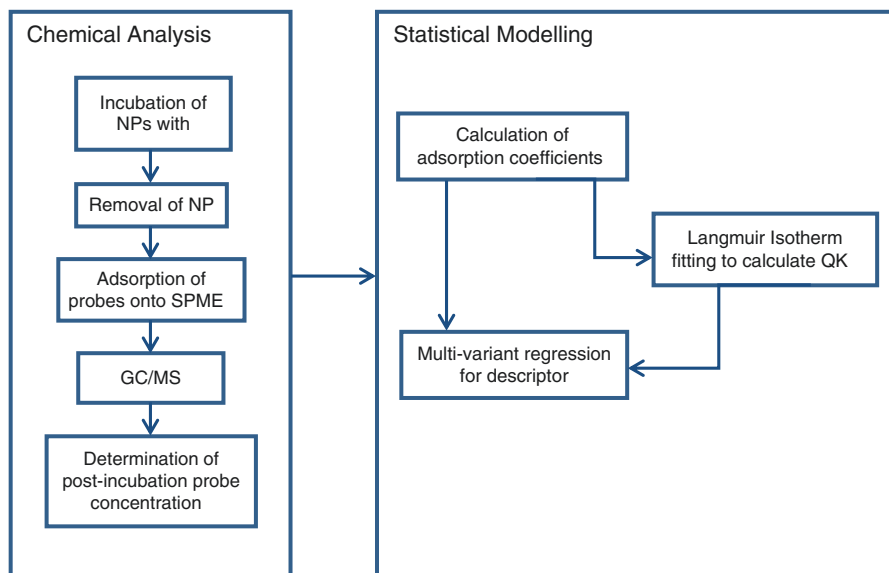 Chemical Analysis
Incubation of
NPs with
Removal of NP
Adsorption of
probes onto SPME
GC/MS
Determination of
post-incubation probe
concentration
Statistical Modelling
Calculation of
adsorption coefficients
Langmuir Isotherm
fitting to calculate QK
Multi-variant regression
for descriptor